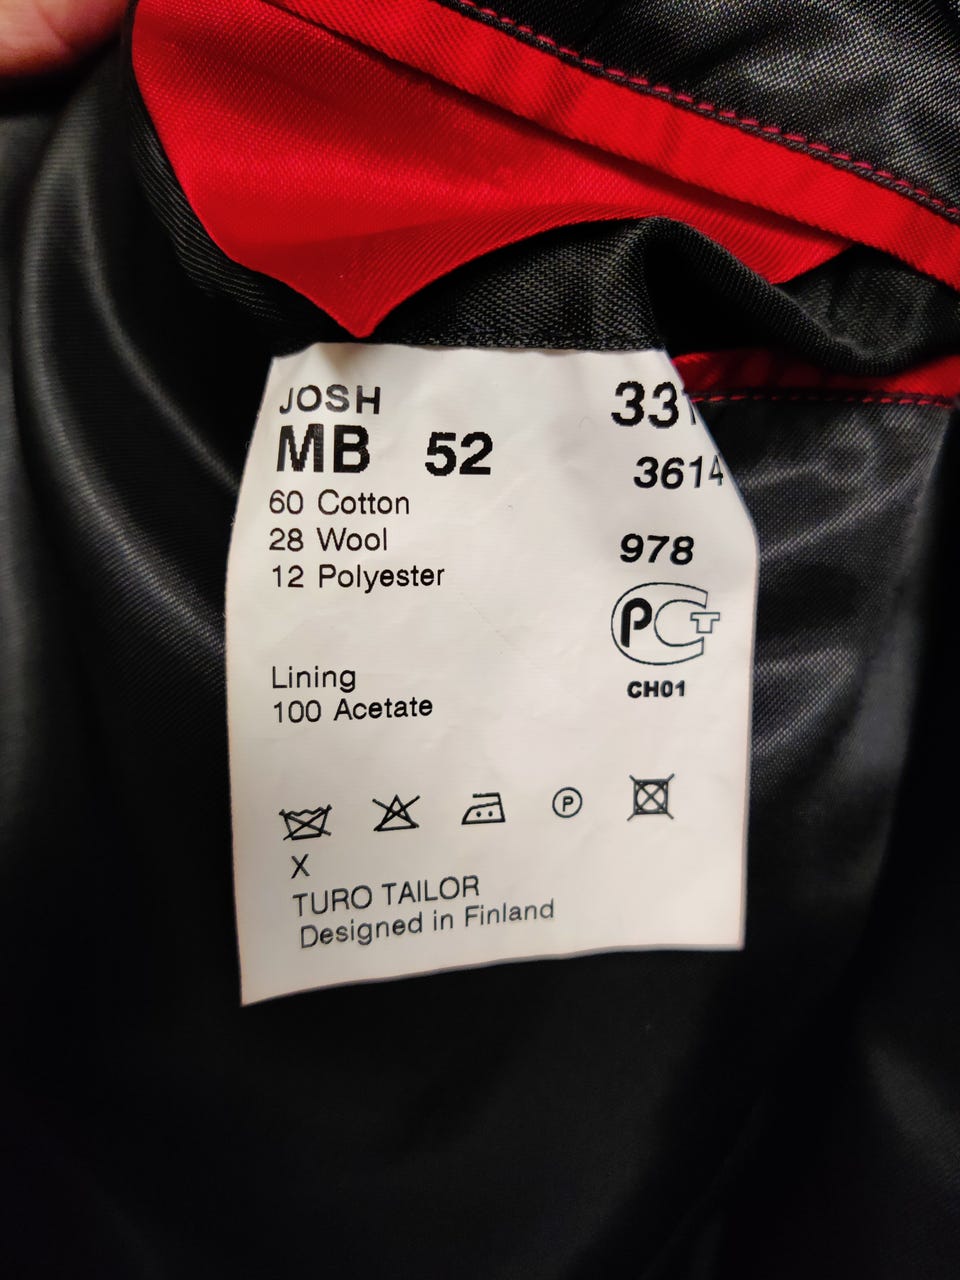 JOSH
MB 52
331
3614
60 Cotton
28 Wool
12 Polyester
978
PCT
CH01
Lining
100 Acetate
P
X
TURO TAILOR
Designed in Finland